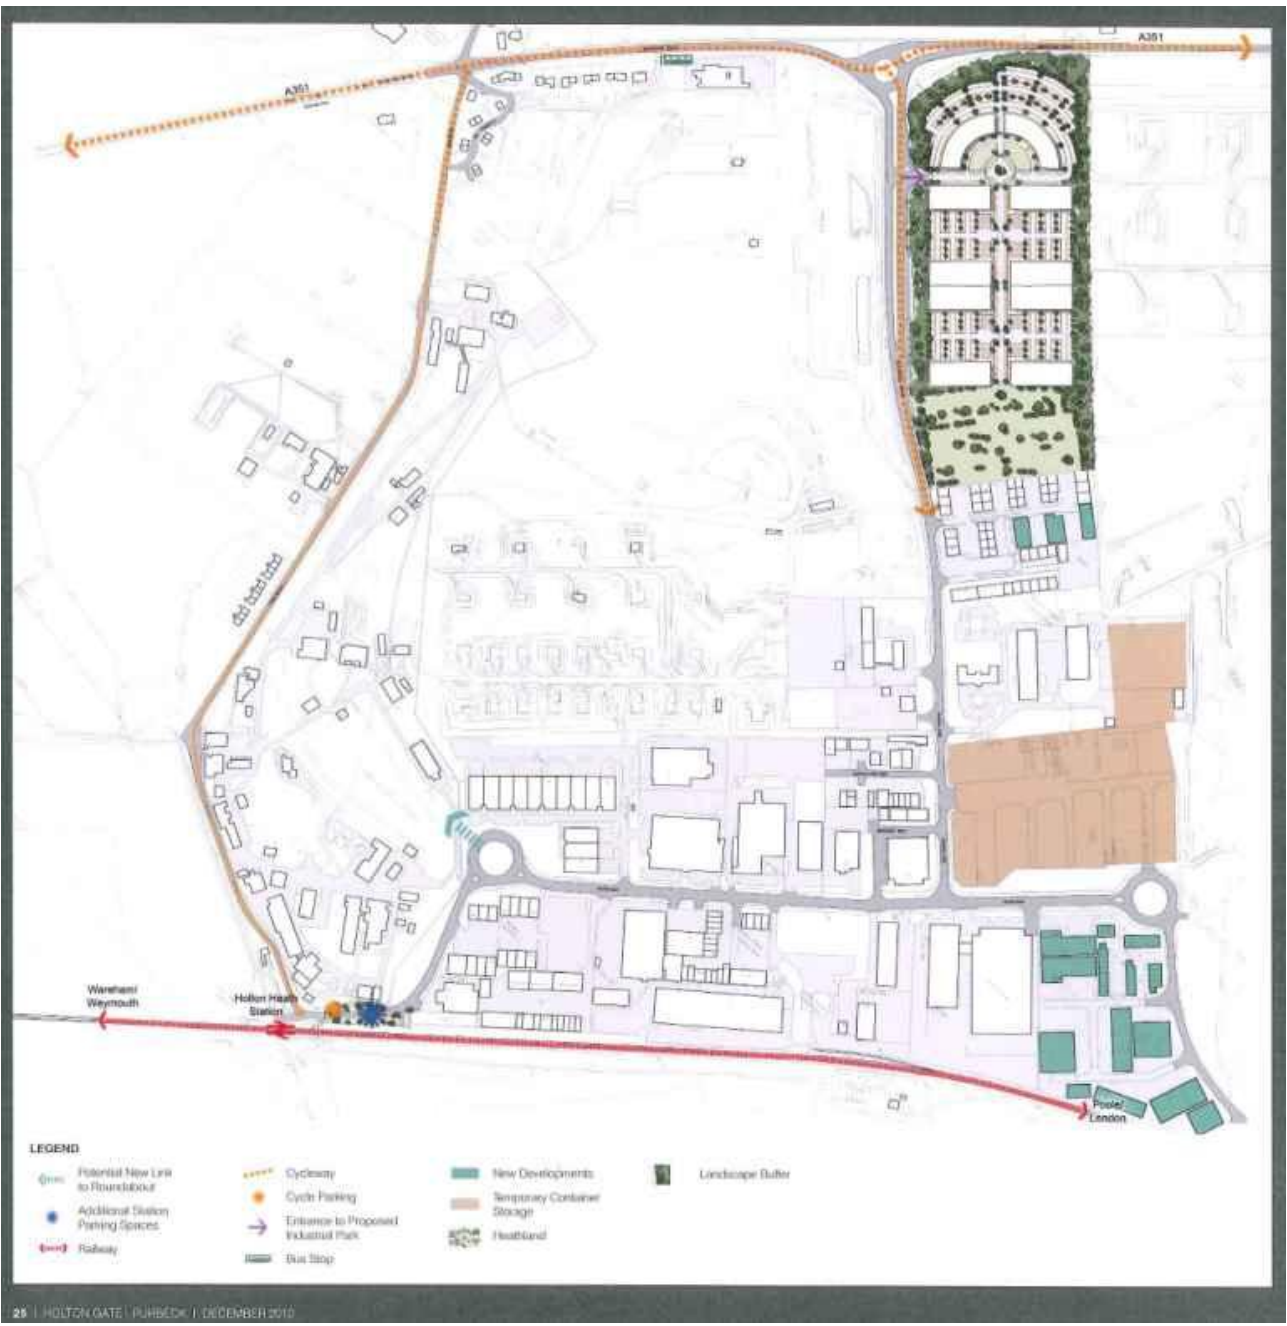 A351
A351
Wareham/
Weymouth
Holton Heath
Station
Poole/
London
LEGEND
Potential New Link
to Roundabout
Additional Station
Parking Spaces
Railway
Cycleway
Cycle Parking
Entrance to Proposed
Industrial Park
Bus Stop
New Developments
Temporary Container
Storage
Heathland
Landscape Buffer
25 | HOLTON GATE | PURBECK | DECEMBER 2010